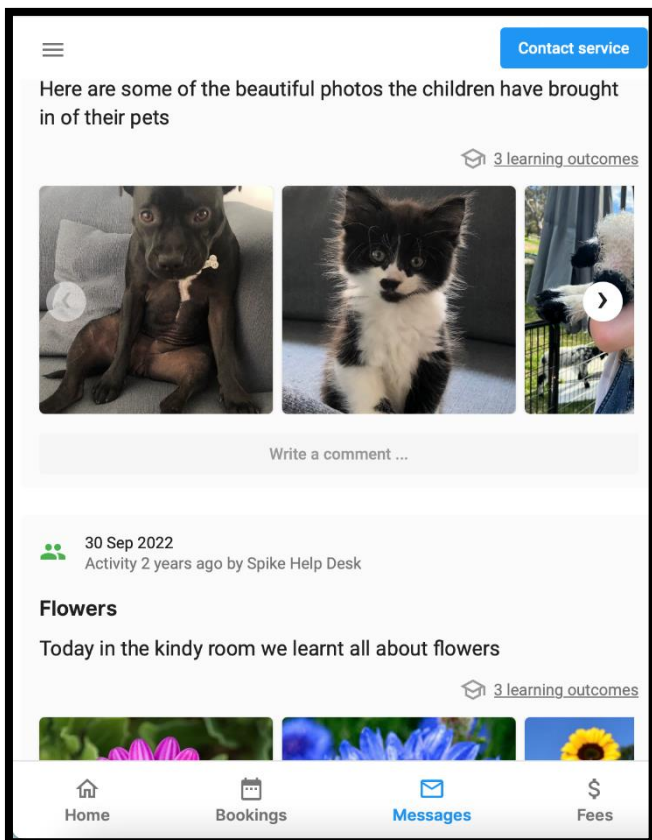 Contact service
Here are some of the beautiful photos the children have brought
in of their pets
3 learning outcomes
Write a comment ...
30 Sep 2022
Activity 2 years ago by Spike Help Desk
Flowers
Today in the kindy room we learnt all about flowers
3 learning outcomes
Home Bookings Messages Fees